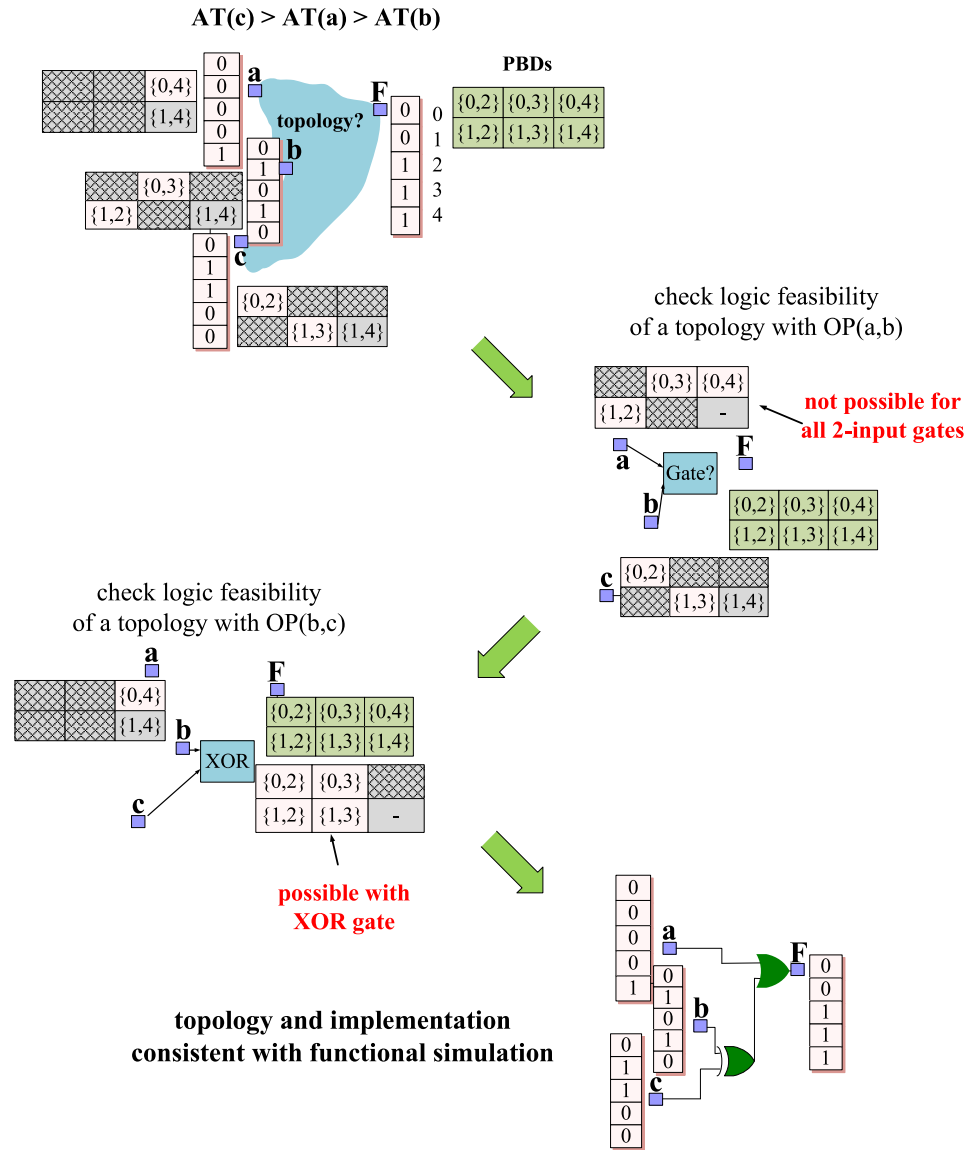 AT(c) > AT(a) > AT(b)
PBDs
0
0
0
0
1
a
{0,4}
{1,4}
topology?
F
0
0
1
1
1
0
1
2
3
4
{0,2} {0,3} {0,4}
{1,2} {1,3} {1,4}
b
0
1
0
1
0
{0,3}
{1,2} {1,4}
c
0
1
1
0
0
{0,2}
{1,3} {1,4}
check logic feasibility
of a topology with OP(a,b)
{0,3} {0,4}
{1,2} -
not possible for
all 2-input gates
a
Gate?
F
b
{0,2} {0,3} {0,4}
{1,2} {1,3} {1,4}
c
{0,2}
{1,3} {1,4}
check logic feasibility
of a topology with OP(b,c)
a
{0,4}
{1,4}
F
{0,2} {0,3} {0,4}
{1,2} {1,3} {1,4}
b
XOR
c
{0,2} {0,3}
{1,2} {1,3} -
possible with
XOR gate
topology and implementation
consistent with functional simulation
0
0
0
0
1
a
0
1
0
1
0
b
0
1
1
0
0
c
F
0
0
1
1
1